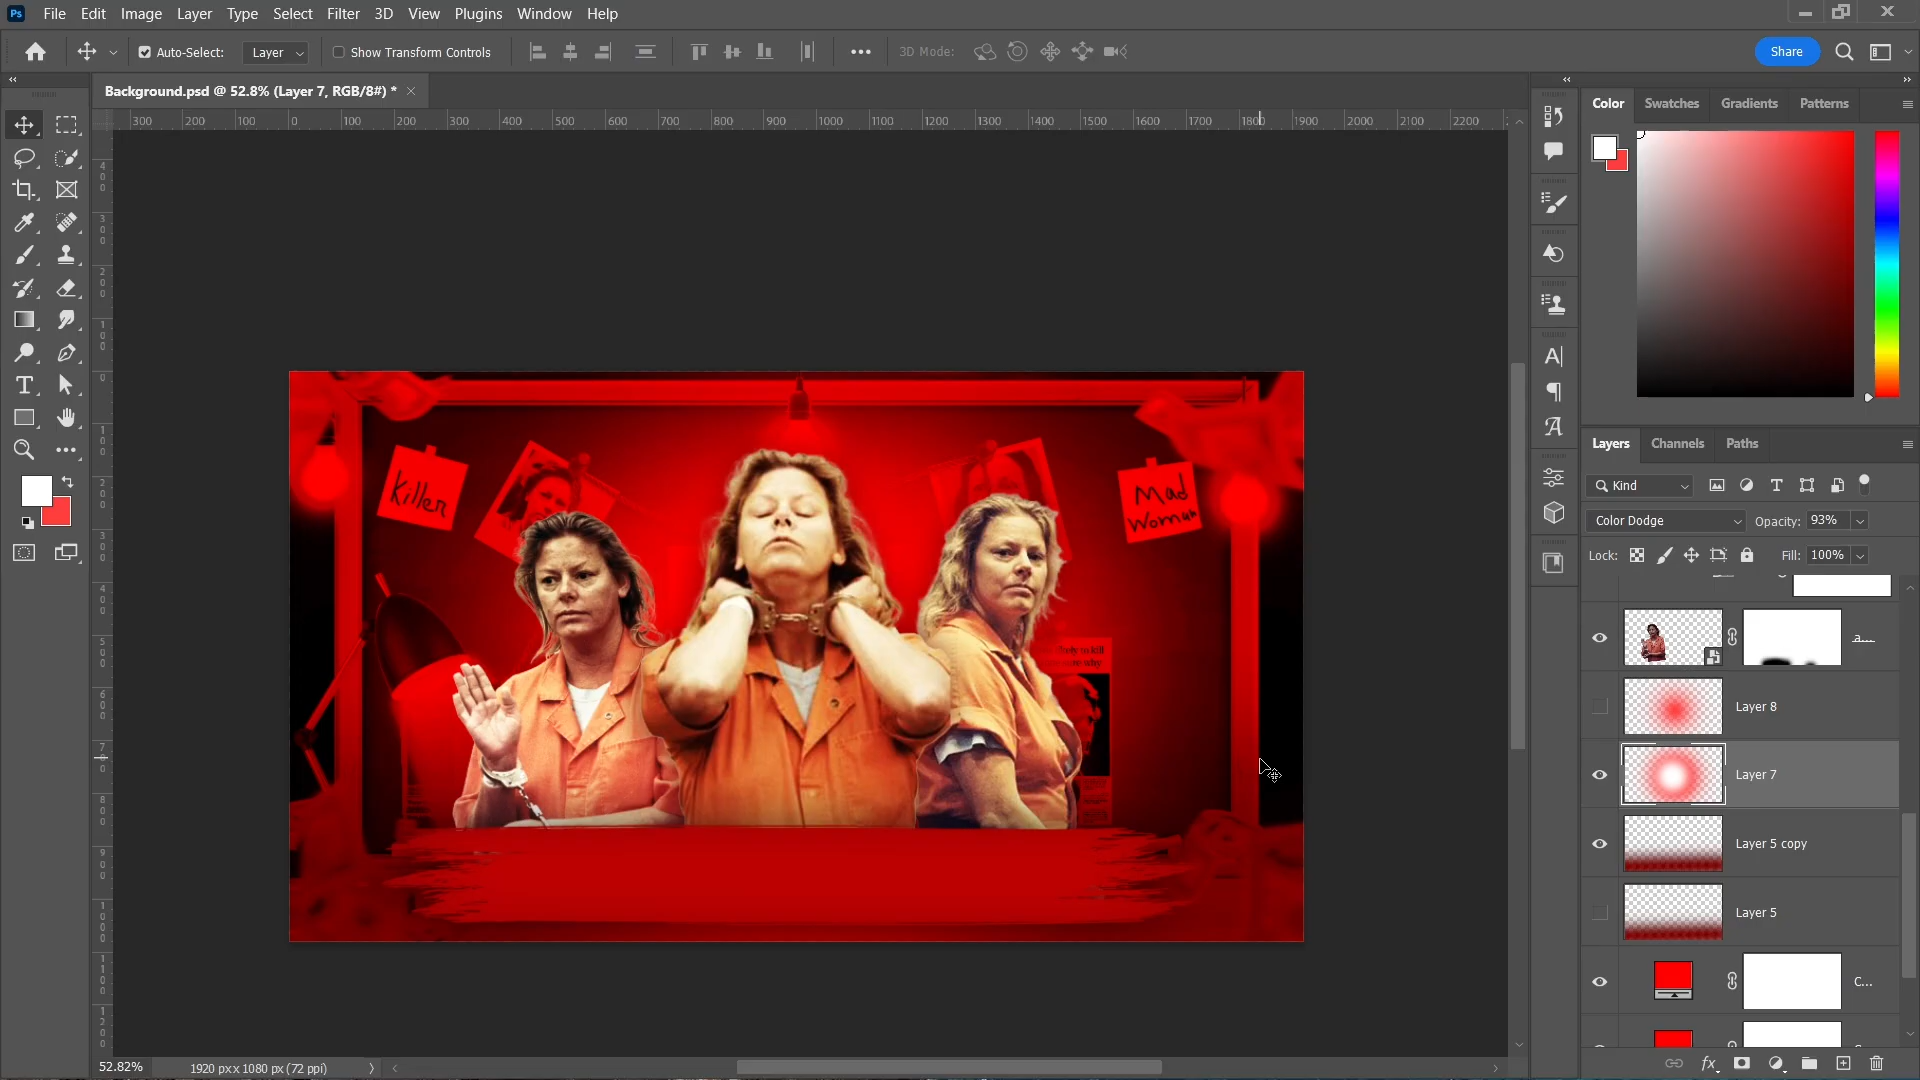 Ps File Edit Image Layer Type Select Filter 3D View Plugins Window Help
Auto-Select: Layer Show Transform Controls 3D Mode: Share
Background.psd @ 52.8% (Layer 7, RGB/8#) *
300 200 100 0 100 200 300 400 500 600 700 800 900 1000 1100 1200 1300 1400 1500 1600 1700 1800 1900 2000 2100 2200
Color Swatches Gradients Patterns
Layers Channels Paths
Kind
Color Dodge Opacity: 93%
Lock: Fill: 100%
a...
Layer 8
Layer 7
Layer 5 copy
Layer 5
C...
Killer
Mad
Woman
to kill
52.82% 1920 px x 1080 px (72 ppi)